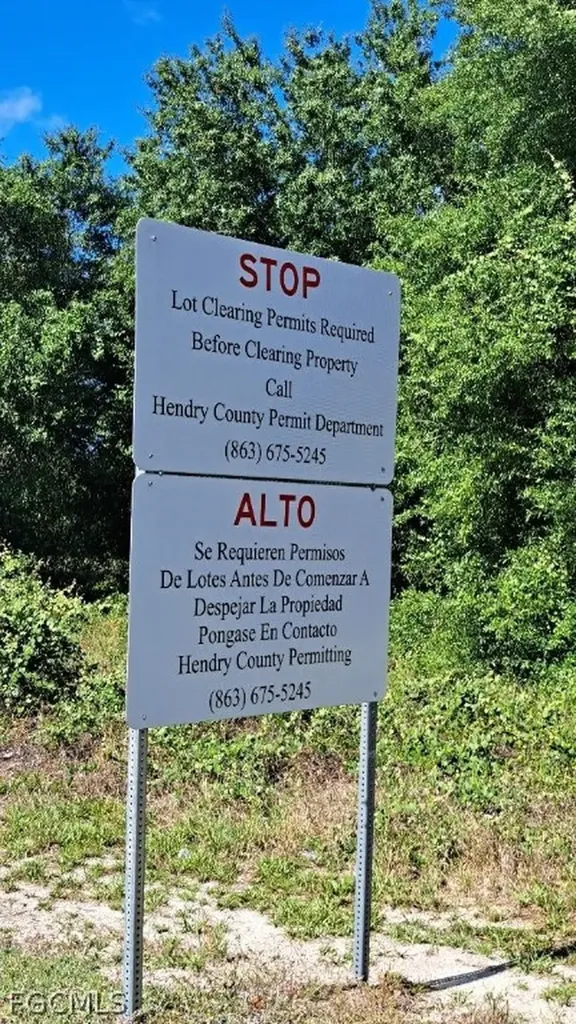 STOP
Lot Clearing Permits Required
Before Clearing Property
Call
Hendry County Permit Department
(863) 675-5245
ALTO
Se Requieren Permisos
De Lotes Antes De Comenzar A
Despejar La Propiedad
Pongase En Contacto
Hendry County Permitting
(863) 675-5245
FGCMLS